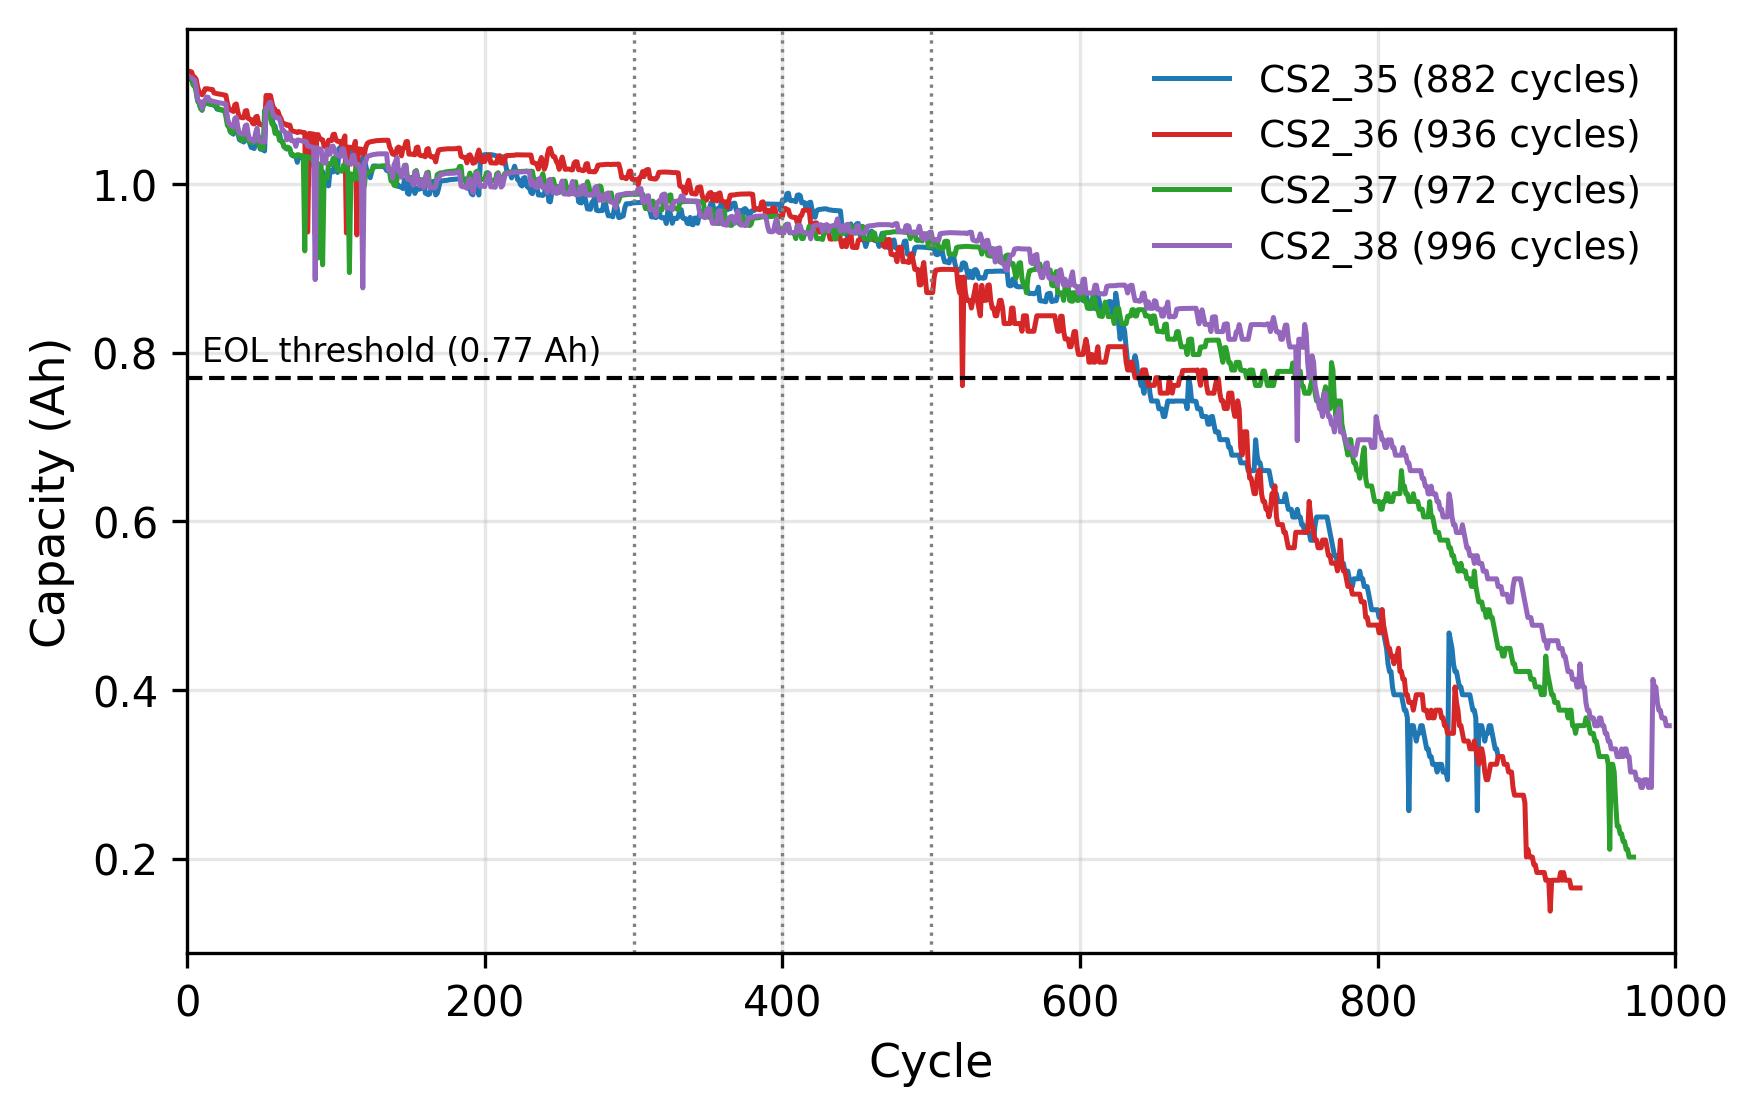 CS2_35 (882 cycles)
CS2_36 (936 cycles)
CS2_37 (972 cycles)
CS2_38 (996 cycles)
EOL threshold (0.77 Ah)
Capacity (Ah)
1.0
0.8
0.6
0.4
0.2
0 200 400 600 800 1000
Cycle